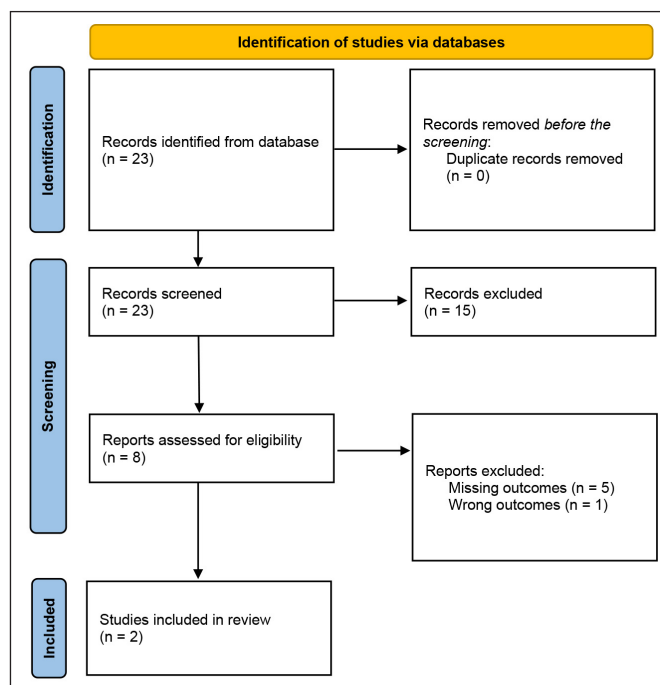 Identification of studies via databases
Identification
Records identified from database
(n = 23)
Records removed before the
screening:
Duplicate records removed
(n = 0)
Screening
Records screened
(n = 23)
Records excluded
(n = 15)
Reports assessed for eligibility
(n = 8)
Reports excluded:
Missing outcomes (n = 5)
Wrong outcomes (n = 1)
Included
Studies included in review
(n = 2)